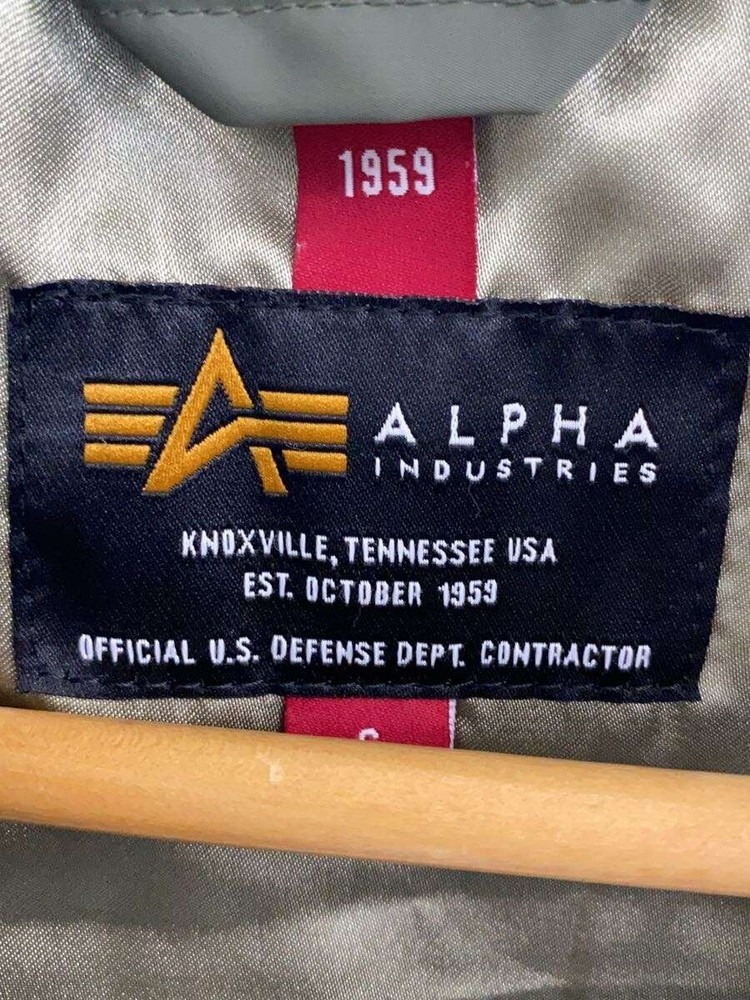 1959
ALPHA
INDUSTRIES
KNOXVILLE, TENNESSEE USA
EST. OCTOBER 1959
OFFICIAL U.S. DEFENSE DEPT. CONTRACTOR